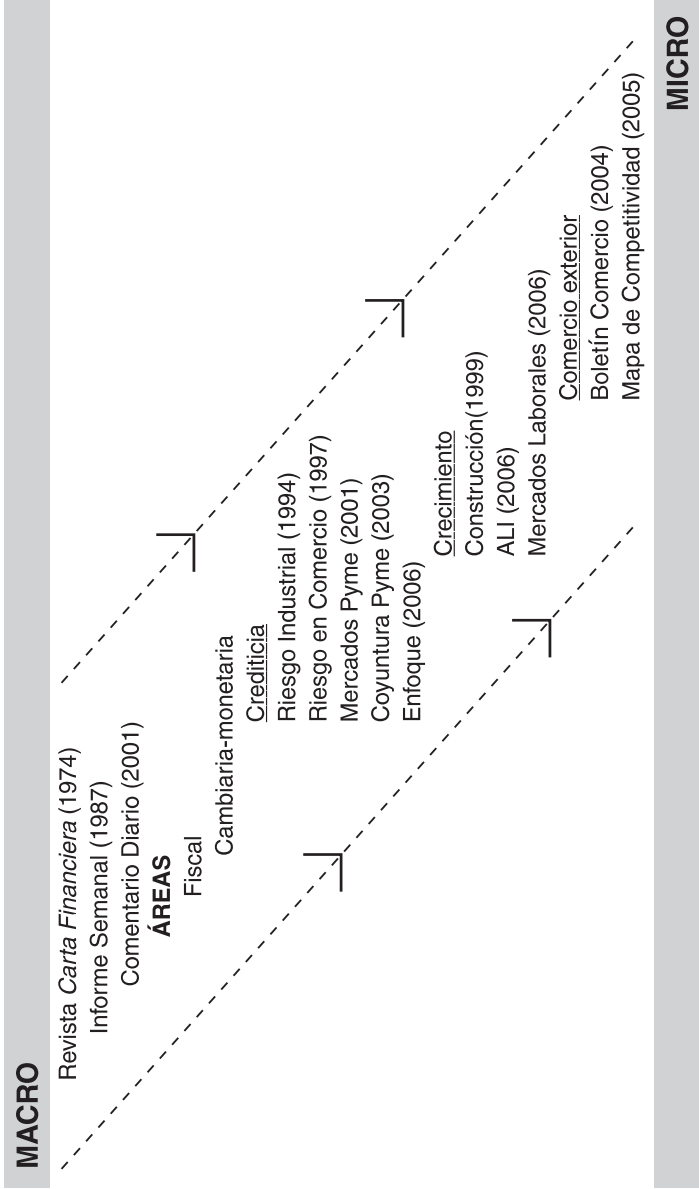 MACRO
Revista Carta Financiera (1974)
Informe Semanal (1987)
Comentario Diario (2001)
ÁREAS
Fiscal
Cambiaria-monetaria
Crediticia
Riesgo Industrial (1994)
Riesgo en Comercio (1997)
Mercados Pyme (2001)
Coyuntura Pyme (2003)
Enfoque (2006)
Crecimiento
Construcción(1999)
ALI (2006)
Mercados Laborales (2006)
Comercio exterior
Boletín Comercio (2004)
Mapa de Competitividad (2005)
MICRO